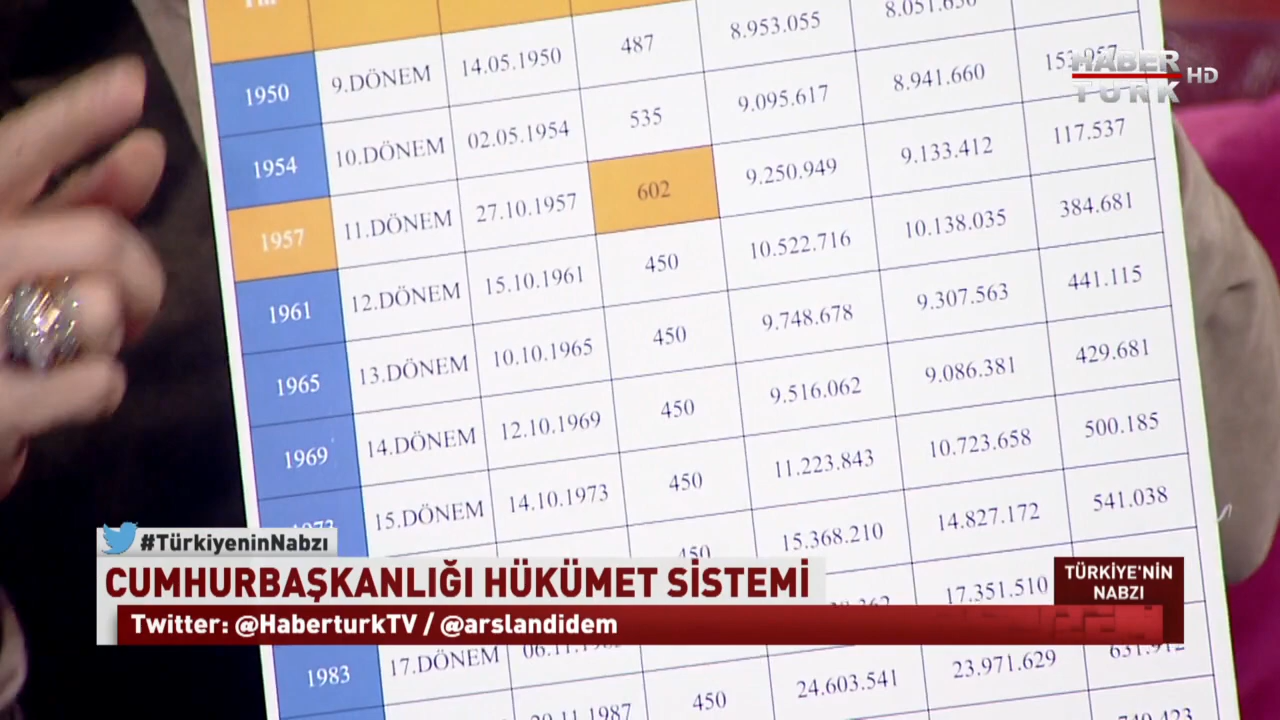 1950 9.DÖNEM 14.05.1950 487 8.953.055
HABER TURK HD
1954 10.DÖNEM 02.05.1954 535 9.095.617 8.941.660
1957 11.DÖNEM 27.10.1957 602 9.250.949 9.133.412 117.537
1961 12.DÖNEM 15.10.1961 450 10.522.716 10.138.035 384.681
1965 13.DÖNEM 10.10.1965 450 9.748.678 9.307.563 441.115
1969 14.DÖNEM 12.10.1969 450 9.516.062 9.086.381 429.681
1973 15.DÖNEM 14.10.1973 450 11.223.843 10.723.658 500.185
450 15.368.210 14.827.172 541.038
1983 17.DÖNEM 17.351.510
450 24.603.541 23.971.629
#TürkiyeninNabzı
CUMHURBAŞKANLIĞI HÜKÜMET SİSTEMİ
Twitter: @HaberturkTV / @arslandidem
TÜRKİYE'NİN
NABZI